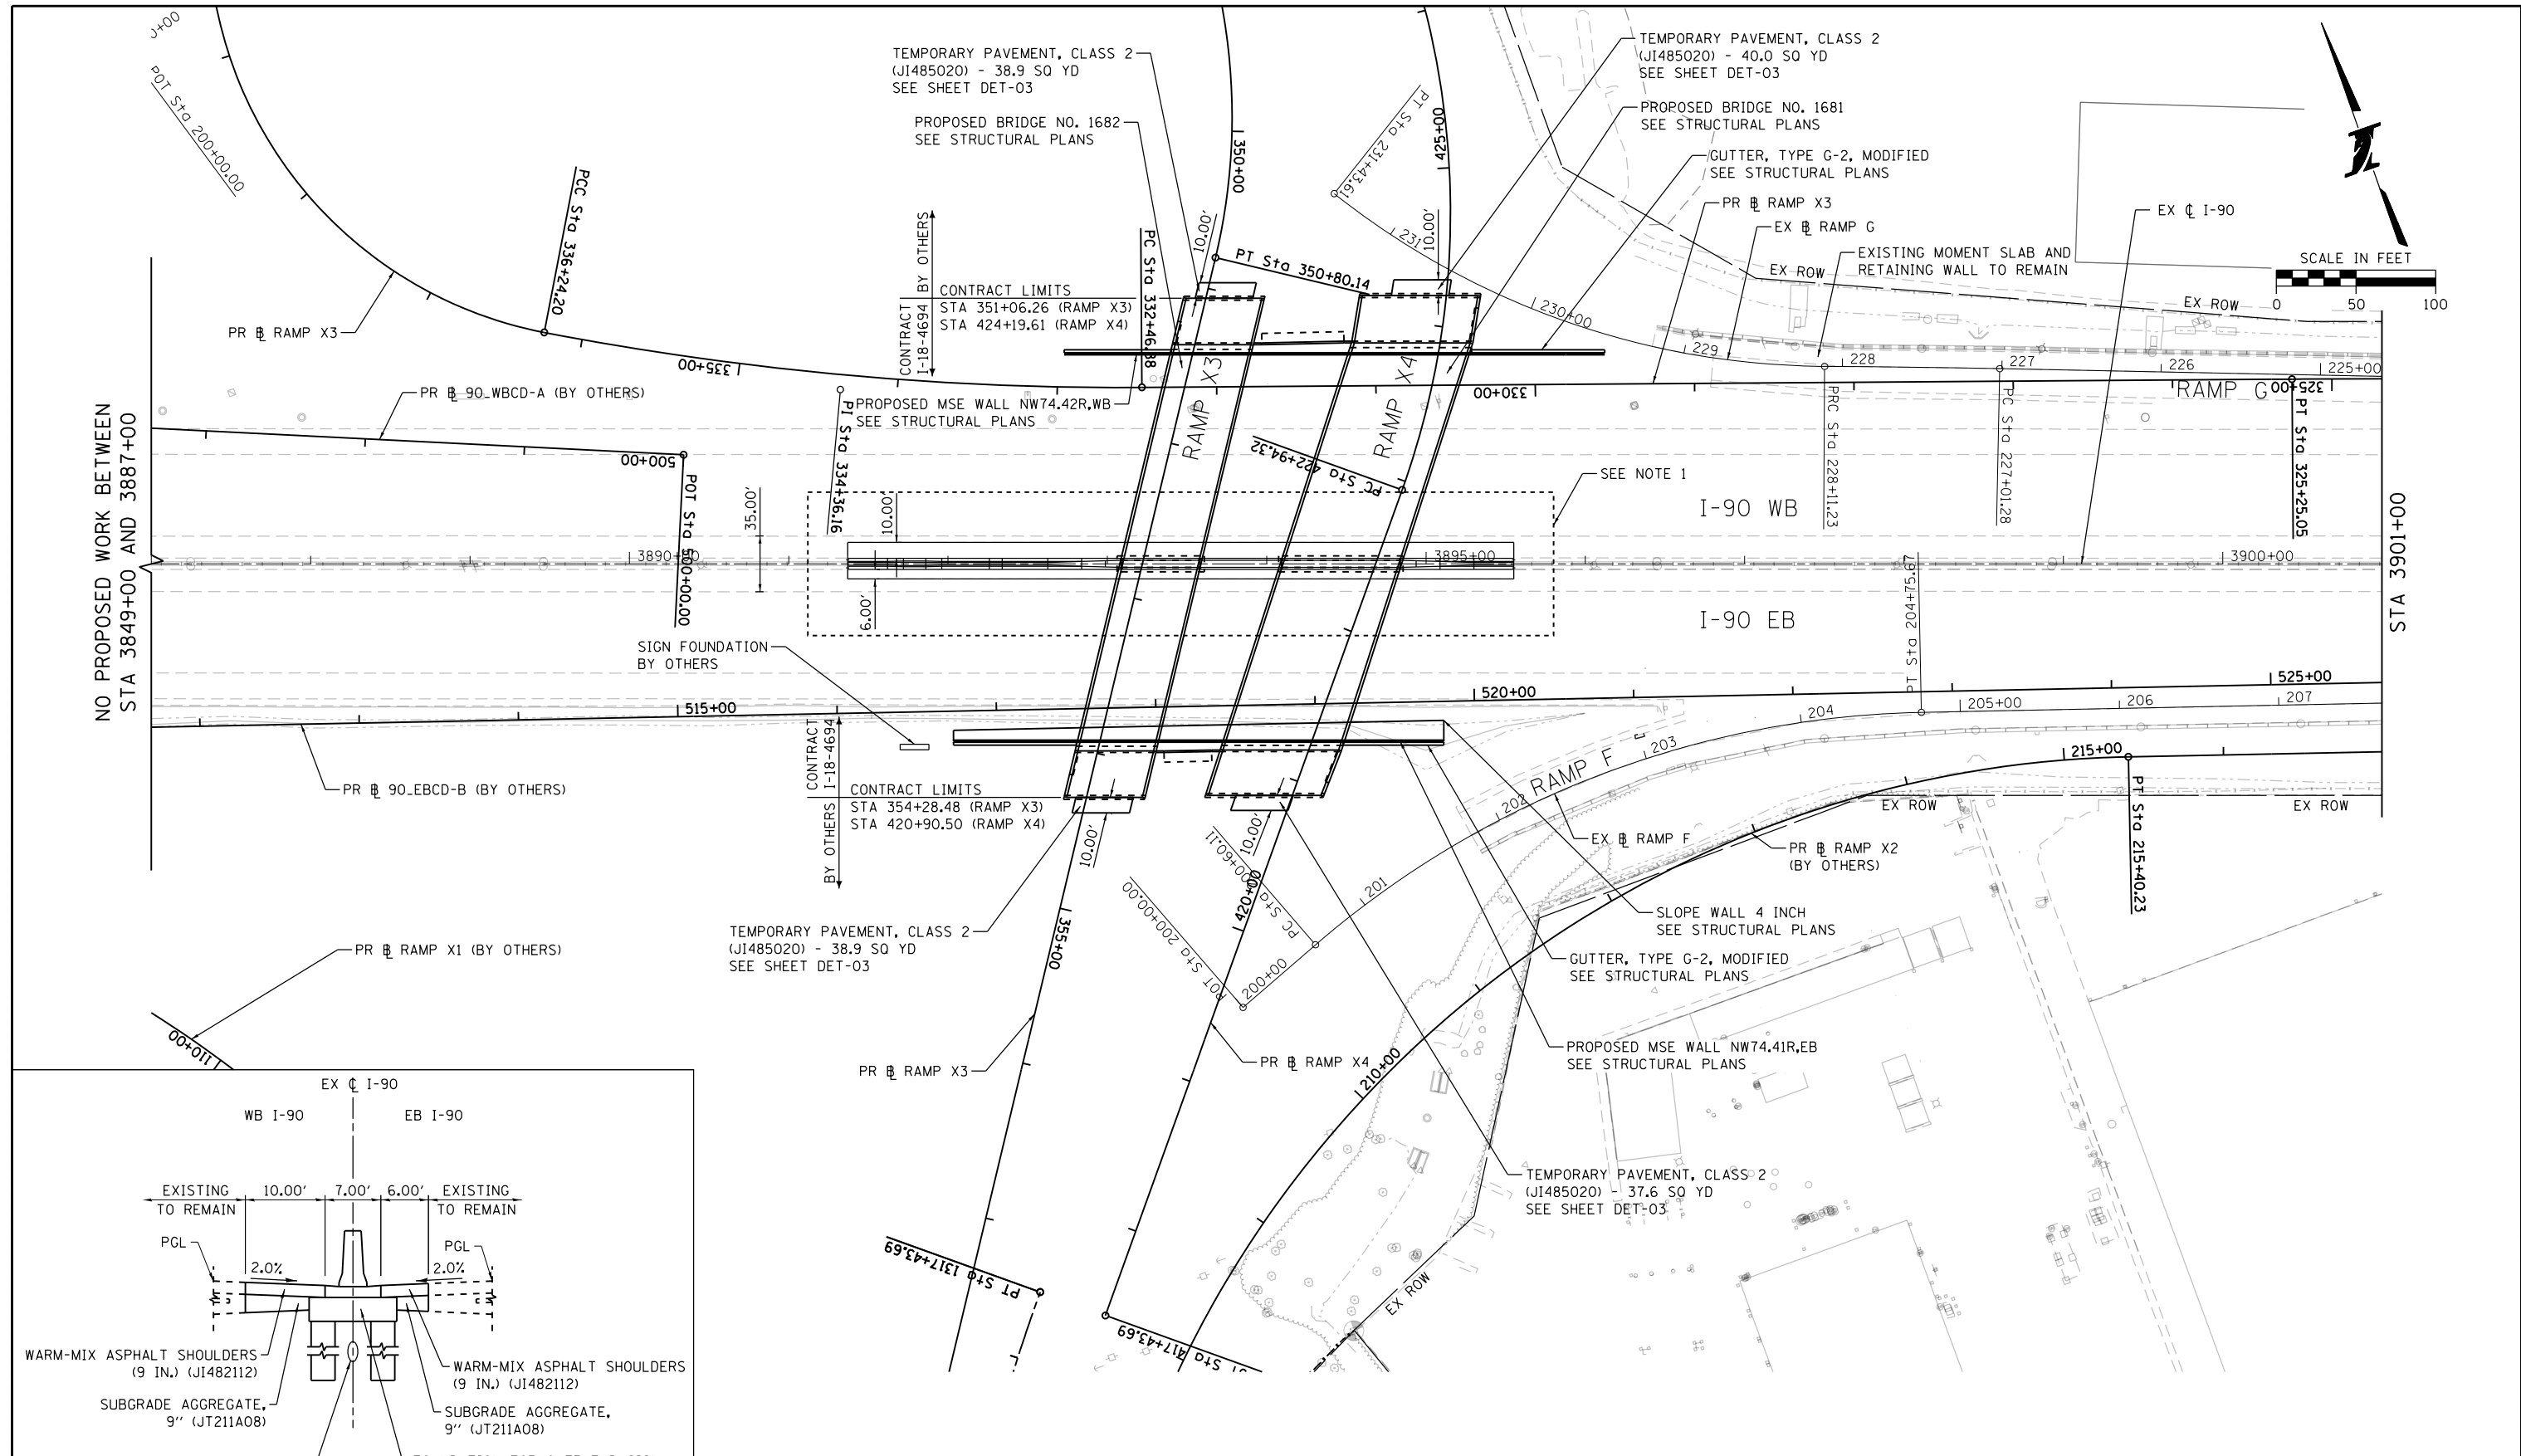 TEMPORARY PAVEMENT, CLASS 2
(JI485020) - 38.9 SQ YD
SEE SHEET DET-03
PROPOSED BRIDGE NO. 1682
SEE STRUCTURAL PLANS
TEMPORARY PAVEMENT, CLASS 2
(JI485020) - 40.0 SQ YD
SEE SHEET DET-03
PROPOSED BRIDGE NO. 1681
SEE STRUCTURAL PLANS
GUTTER, TYPE G-2, MODIFIED
SEE STRUCTURAL PLANS
PR BL RAMP X3
EX BL RAMP G
EXISTING MOMENT SLAB AND
RETAINING WALL TO REMAIN
EX CL I-90
EX ROW
EX ROW
SCALE IN FEET
0 50 100
POT Sta 200+00.00
PCC Sta 336+24.20
PR BL RAMP X3
335+00
350+00
425+00
PT Sta 231+43.61
10.00'
10.00'
PT Sta 350+80.14
PC Sta 332+46.88
CONTRACT
I-18-4694 BY OTHERS
CONTRACT LIMITS
STA 351+06.26 (RAMP X3)
STA 424+19.61 (RAMP X4)
231
230+00
229
228
227
226
225+00
RAMP G
325+00
330+00
PR BL 90_WBCD-A (BY OTHERS)
PROPOSED MSE WALL NW74.42R,WB
SEE STRUCTURAL PLANS
RAMP X3
RAMP X4
PI Sta 334+36.16
PC Sta 422+94.32
PRC Sta 228+11.23
PC Sta 227+01.28
PT Sta 325+25.05
500+00
POT Sta 500+00.00
NO PROPOSED WORK BETWEEN
STA 3849+00 AND 3887+00
STA 3901+00
SEE NOTE 1
I-90 WB
35.00'
10.00'
6.00'
3890+00
3895+00
3900+00
I-90 EB
PT Sta 204+75.67
SIGN FOUNDATION
BY OTHERS
515+00
520+00
525+00
PR BL 90_EBCD-B (BY OTHERS)
CONTRACT
BY OTHERS I-18-4694
CONTRACT LIMITS
STA 354+28.48 (RAMP X3)
STA 420+90.50 (RAMP X4)
10.00'
10.00'
RAMP F
200+00
201
202
203
204
205+00
206
207
215+00
PT Sta 215+40.23
EX ROW
EX ROW
EX BL RAMP F
PR BL RAMP X2
(BY OTHERS)
PC Sta 200+60.11
POT Sta 200+00.00
420+00
355+00
TEMPORARY PAVEMENT, CLASS 2
(JI485020) - 38.9 SQ YD
SEE SHEET DET-03
SLOPE WALL 4 INCH
SEE STRUCTURAL PLANS
GUTTER, TYPE G-2, MODIFIED
SEE STRUCTURAL PLANS
PROPOSED MSE WALL NW74.41R,EB
SEE STRUCTURAL PLANS
PR BL RAMP X1 (BY OTHERS)
110+00
PR BL RAMP X3
PR BL RAMP X4
210+00
TEMPORARY PAVEMENT, CLASS 2
(JI485020) - 37.6 SQ YD
SEE SHEET DET-03
EX ROW
PT Sta 1317+43.69
Sta 417+43.69
EX CL I-90
WB I-90 EB I-90
EXISTING 10.00' 7.00' 6.00' EXISTING
TO REMAIN TO REMAIN
PGL PGL
2.0% 2.0%
WARM-MIX ASPHALT SHOULDERS
(9 IN.) (JI482112)
SUBGRADE AGGREGATE,
9'' (JT211A08)
WARM-MIX ASPHALT SHOULDERS
(9 IN.) (JI482112)
SUBGRADE AGGREGATE,
9'' (JT211A08)